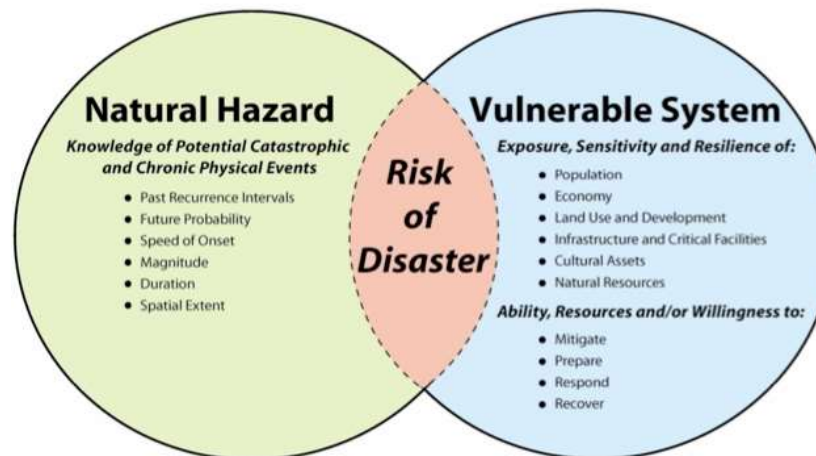 Natural Hazard
Knowledge of Potential Catastrophic
and Chronic Physical Events
● Past Recurrence Intervals
● Future Probability
● Speed of Onset
● Magnitude
● Duration
● Spatial Extent
Risk
of
Disaster
Vulnerable System
Exposure, Sensitivity and Resilience of:
● Population
● Economy
● Land Use and Development
● Infrastructure and Critical Facilities
● Cultural Assets
● Natural Resources
Ability, Resources and/or Willingness to:
● Mitigate
● Prepare
● Respond
● Recover